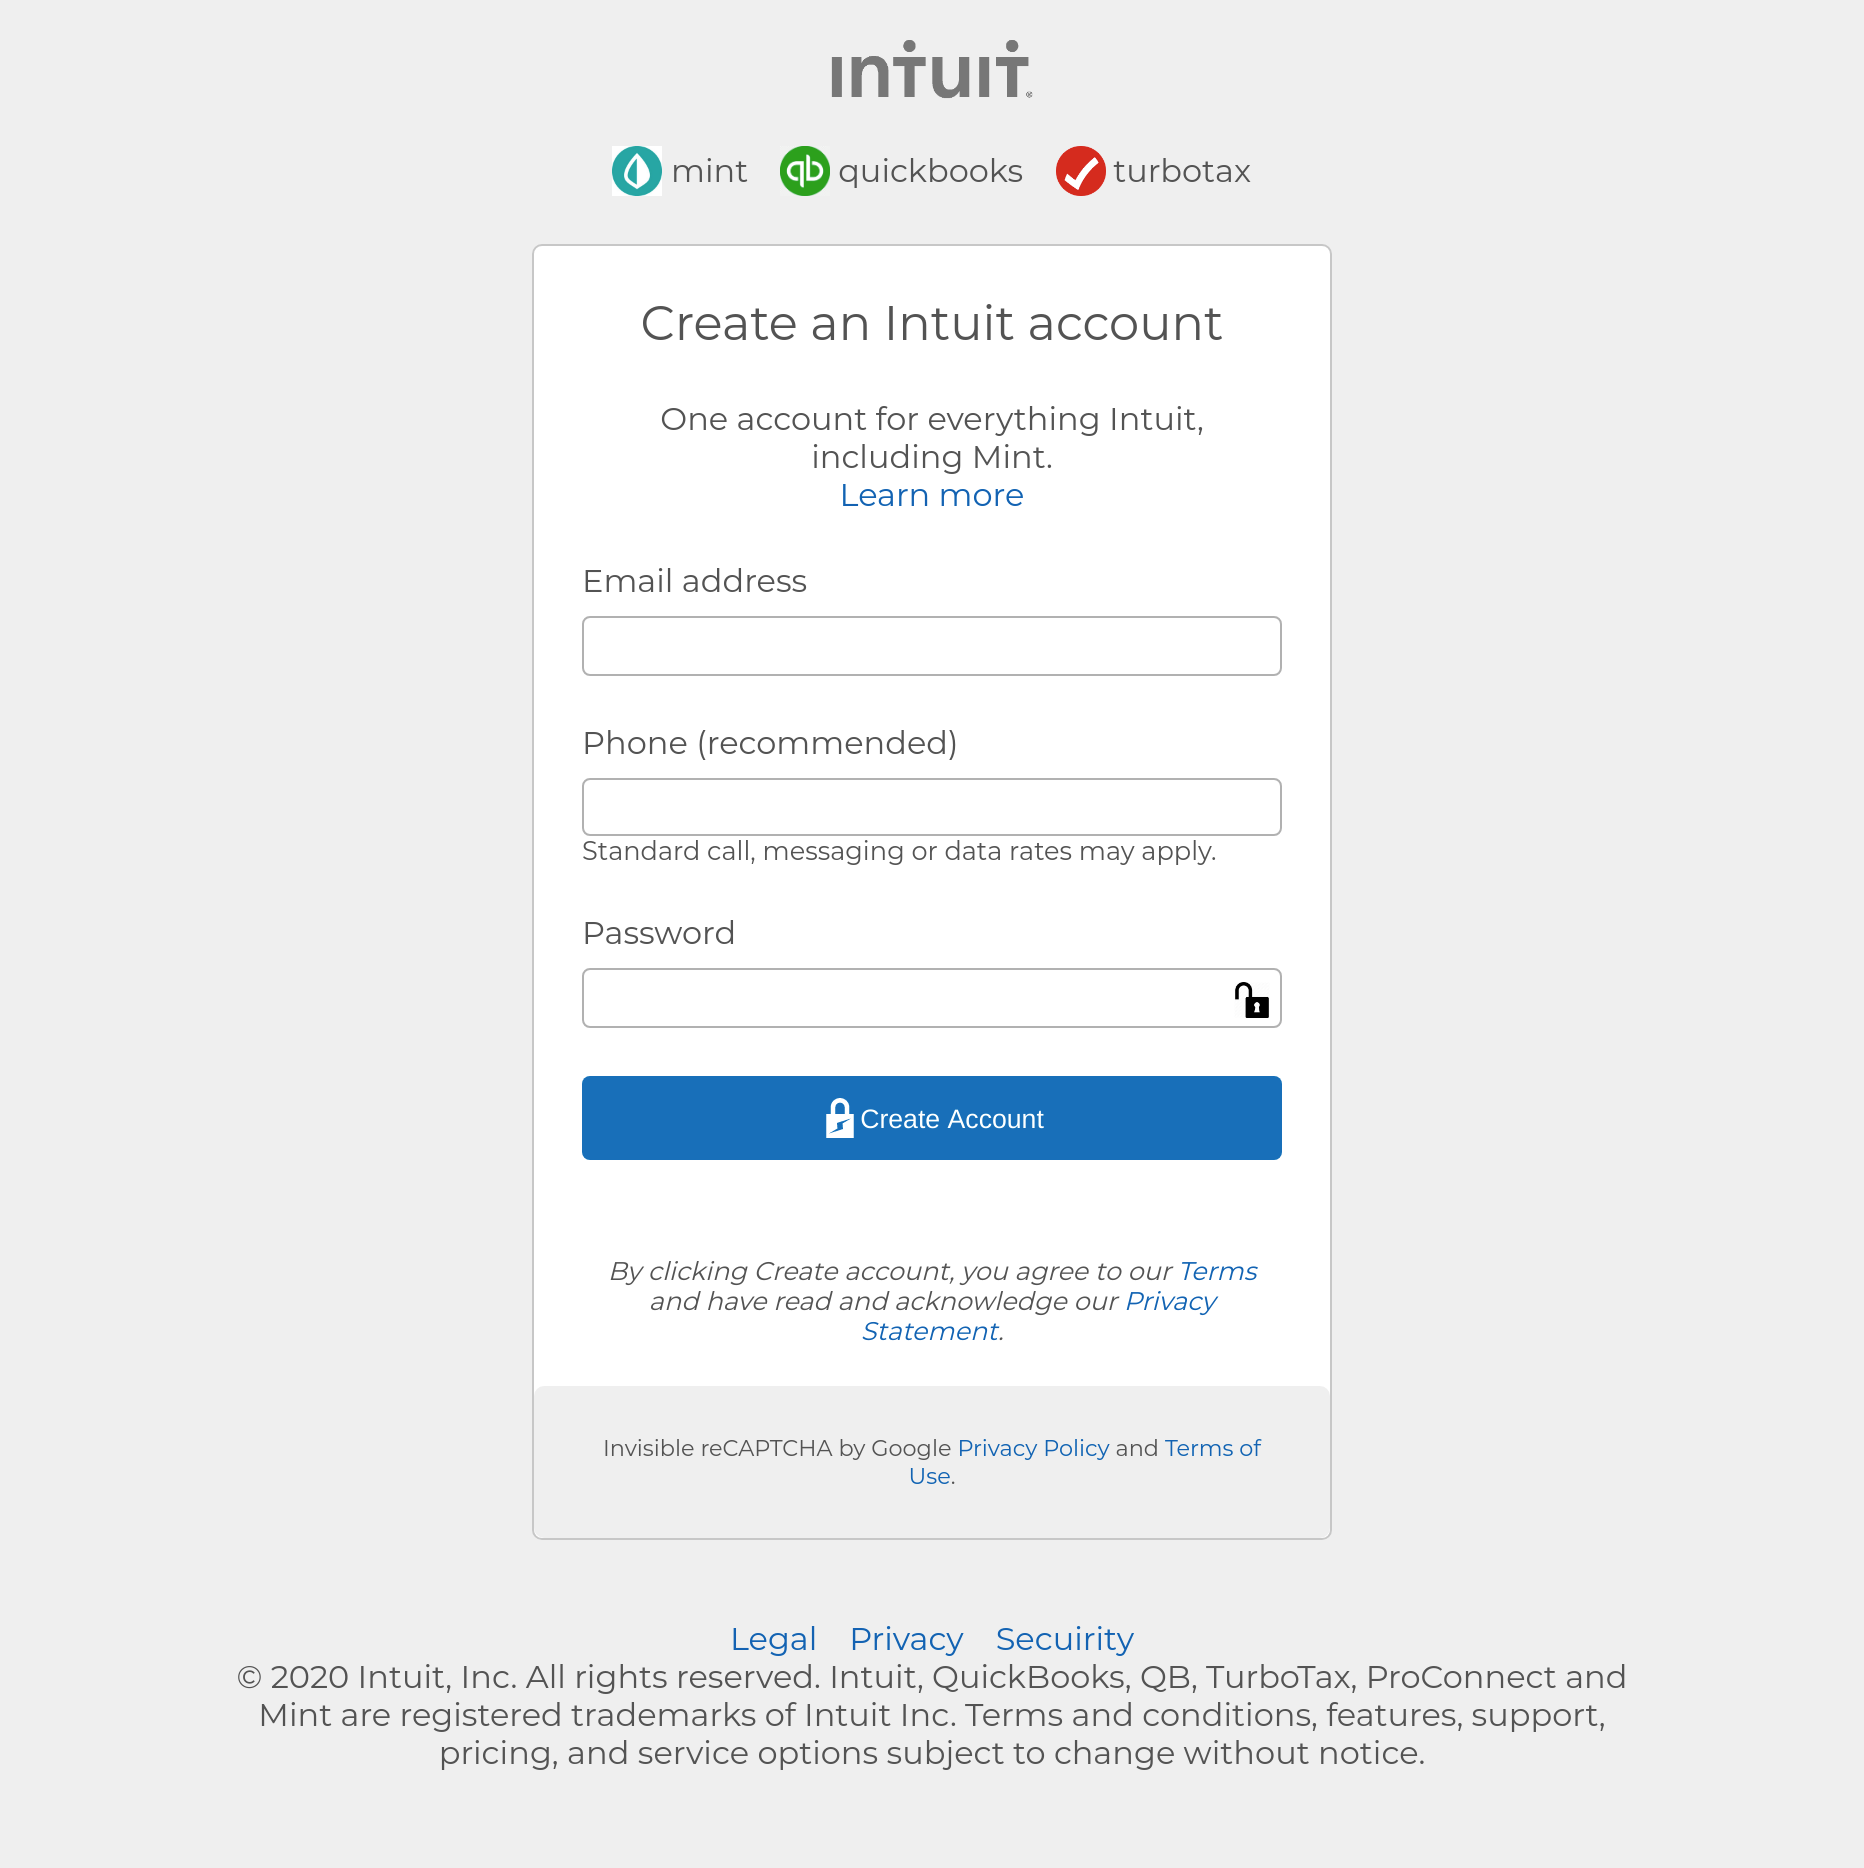 intuit®
mint qb quickbooks turbotax
Create an Intuit account
One account for everything Intuit,
including Mint.
Learn more
Email address
Phone (recommended)
Standard call, messaging or data rates may apply.
Password
Create Account
By clicking Create account, you agree to our Terms
and have read and acknowledge our Privacy
Statement.
Invisible reCAPTCHA by Google Privacy Policy and Terms of
Use.
Legal Privacy Secuirity
© 2020 Intuit, Inc. All rights reserved. Intuit, QuickBooks, QB, TurboTax, ProConnect and
Mint are registered trademarks of Intuit Inc. Terms and conditions, features, support,
pricing, and service options subject to change without notice.